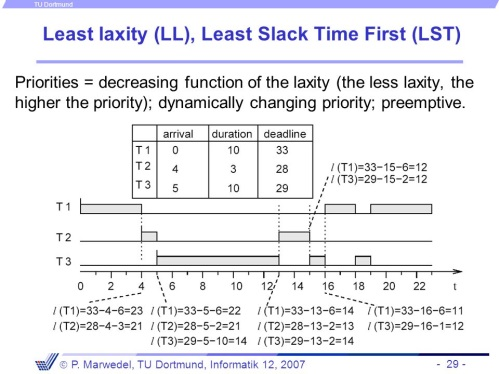 TU Dortmund
Least laxity (LL), Least Slack Time First (LST)
Priorities = decreasing function of the laxity (the less laxity, the
higher the priority); dynamically changing priority; preemptive.
arrival duration deadline
T 1 0 10 33
T 2 4 3 28
T 3 5 10 29
l (T1)=33−15−6=12
l (T3)=29−15−2=12
T 1
T 2
T 3
0 2 4 6 8 10 12 14 16 18 20 22 t
l (T1)=33−4−6=23 l (T1)=33−5−6=22 l (T1)=33−13−6=14 l (T1)=33−16−6=11
l (T2)=28−4−3=21 l (T2)=28−5−2=21 l (T2)=28−13−2=13 l (T3)=29−16−1=12
l (T3)=29−5−10=14 l (T3)=29−13−2=14
© P. Marwedel, TU Dortmund, Informatik 12, 2007 - 29 -